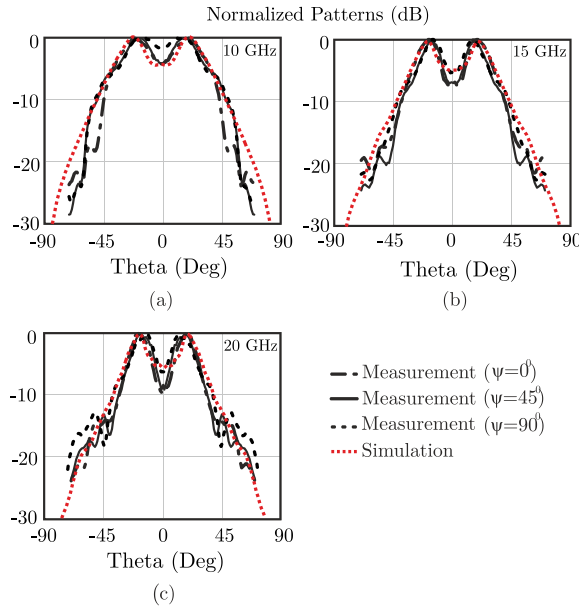 Normalized Patterns (dB)
0
-10
-20
-30
10 GHz
-90 -45 0 45 90
Theta (Deg)
(a)
0
-10
-20
-30
15 GHz
-90 -45 0 45 90
Theta (Deg)
(b)
0
-10
-20
-30
20 GHz
-90 -45 0 45 90
Theta (Deg)
(c)
Measurement (ψ=0⁰)
Measurement (ψ=45⁰)
Measurement (ψ=90⁰)
Simulation